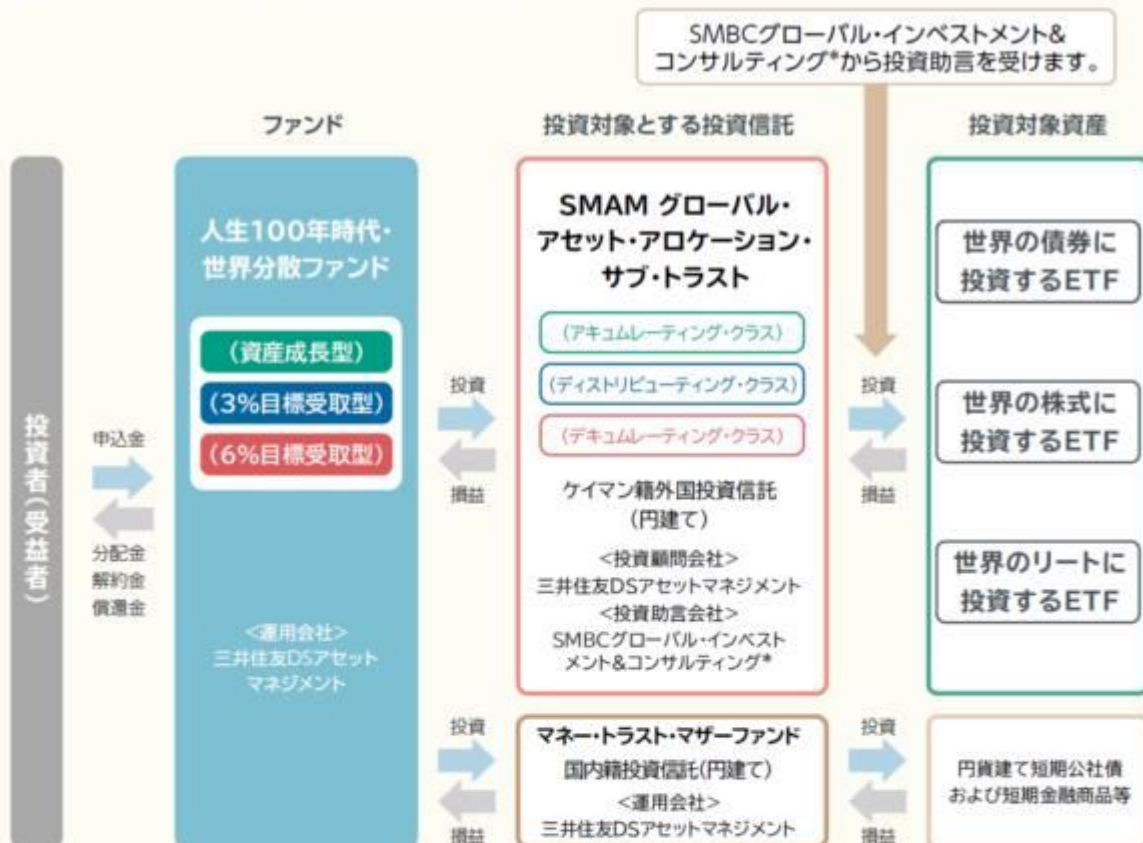 SMBCグローバル・インベストメント&
コンサルティング*から投資助言を受けます。
ファンド
投資対象とする投資信託
投資対象資産
投資者(受益者)
申込金
分配金
解約金
償還金
人生100年時代・
世界分散ファンド
(資産成長型)
(3%目標受取型)
(6%目標受取型)
<運用会社>
三井住友DSアセット
マネジメント
投資
損益
SMAM グローバル・
アセット・アロケーション・
サブ・トラスト
(アキュムレーティング・クラス)
(ディストリビューティング・クラス)
(デキュムレーティング・クラス)
ケイマン籍外国投資信託
(円建て)
<投資顧問会社>
三井住友DSアセットマネジメント
<投資助言会社>
SMBCグローバル・インベスト
メント&コンサルティング*
投資
損益
世界の債券に
投資するETF
世界の株式に
投資するETF
世界のリートに
投資するETF
投資
損益
マネー・トラスト・マザーファンド
国内籍投資信託(円建て)
<運用会社>
三井住友DSアセットマネジメント
投資
損益
円貨建て短期公社債
および短期金融商品等